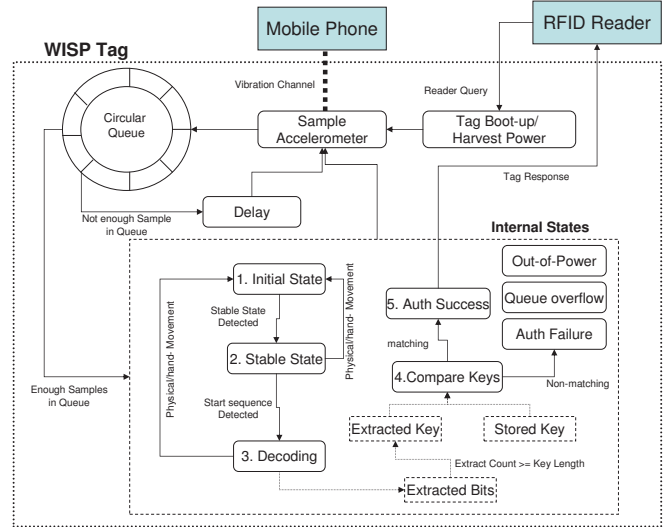 Mobile Phone
RFID Reader
WISP Tag
Vibration Channel
Reader Query
Circular
Queue
Sample
Accelerometer
Tag Boot-up/
Harvest Power
Tag Response
Not enough Sample
in Queue
Delay
Internal States
Out-of-Power
1. Initial State
Physical/hand- Movement
Physical/hand- Movement
Stable State
Detected
5. Auth Success
Queue overflow
matching
Auth Failure
2. Stable State
4.Compare Keys
Non-matching
Enough Samples
in Queue
Start sequence
Detected
Extracted Key
Stored Key
3. Decoding
Extract Count >= Key Length
Extracted Bits